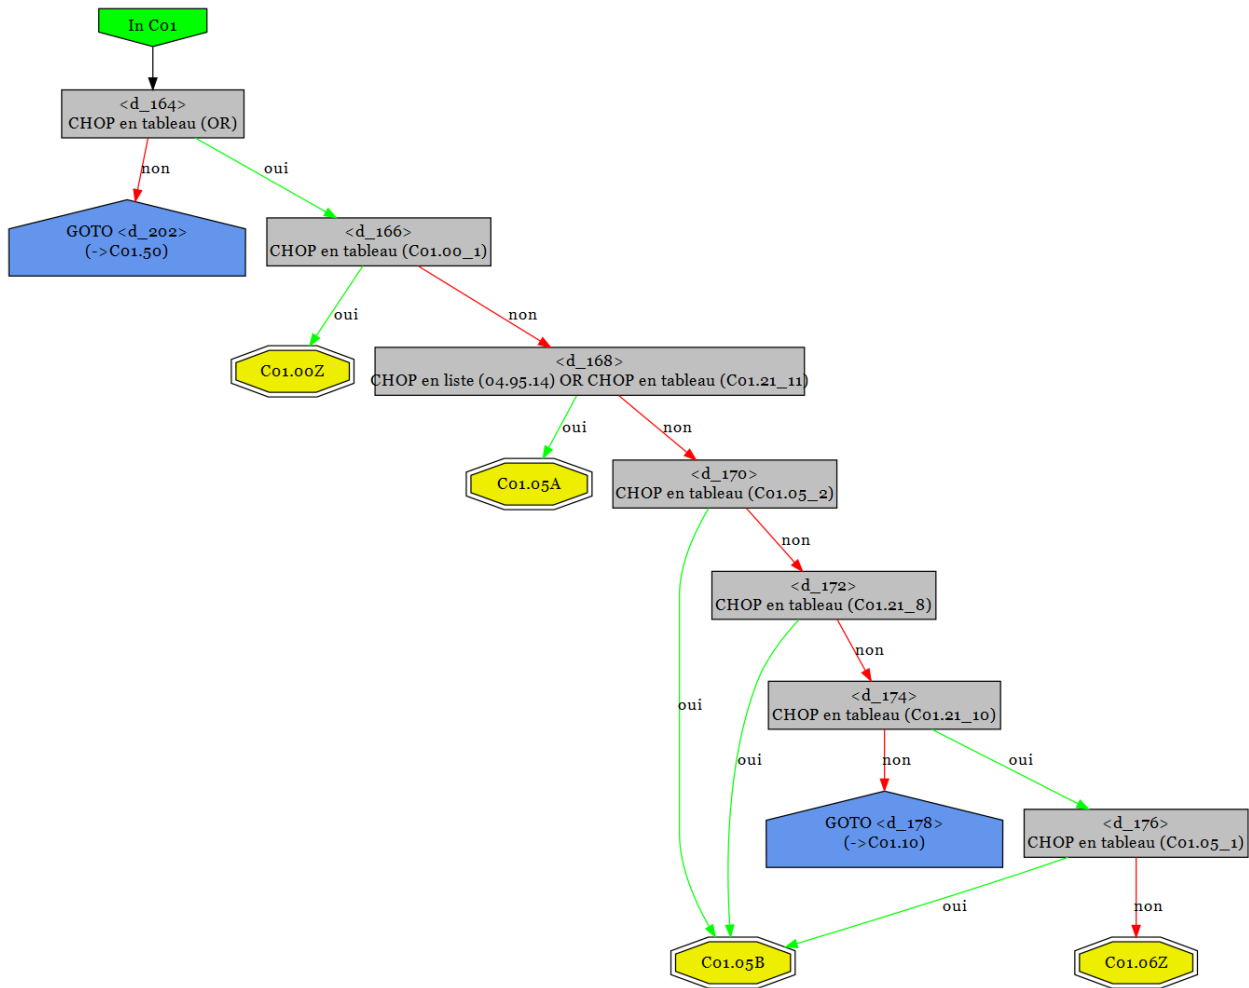 In C01
<d_164>
CHOP en tableau (OR)
non
oui
GOTO <d_202>
(->C01.50)
<d_166>
CHOP en tableau (C01.00_1)
oui
non
C01.00Z
<d_168>
CHOP en liste (04.95.14) OR CHOP en tableau (C01.21_11)
oui
non
C01.05A
<d_170>
CHOP en tableau (C01.05_2)
non
<d_172>
CHOP en tableau (C01.21_8)
non
<d_174>
CHOP en tableau (C01.21_10)
oui
oui
non
oui
GOTO <d_178>
(->C01.10)
<d_176>
CHOP en tableau (C01.05_1)
oui
non
C01.05B
C01.06Z